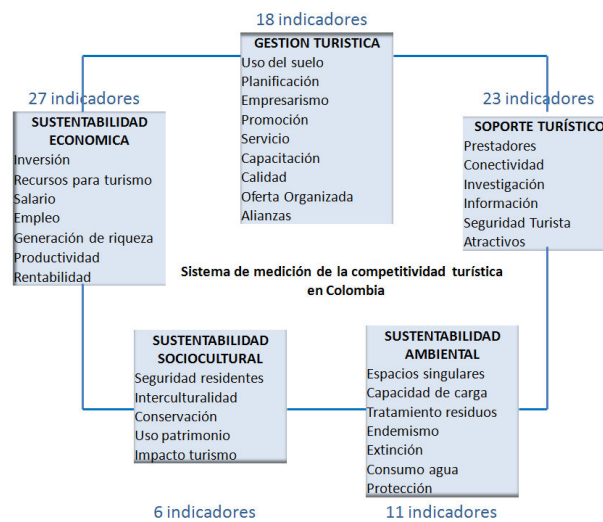 18 indicadores
GESTION TURISTICA
Uso del suelo
Planificación
Empresarismo
Promoción
Servicio
Capacitación
Calidad
Oferta Organizada
Alianzas
27 indicadores
SUSTENTABILIDAD
ECONOMICA
Inversión
Recursos para turismo
Salario
Empleo
Generación de riqueza
Productividad
Rentabilidad
23 indicadores
SOPORTE TURÍSTICO
Prestadores
Conectividad
Investigación
Información
Seguridad Turista
Atractivos
Sistema de medición de la competitividad turística
en Colombia
SUSTENTABILIDAD
SOCIOCULTURAL
Seguridad residentes
Interculturalidad
Conservación
Uso patrimonio
Impacto turismo
6 indicadores
SUSTENTABILIDAD
AMBIENTAL
Espacios singulares
Capacidad de carga
Tratamiento residuos
Endemismo
Extinción
Consumo agua
Protección
11 indicadores